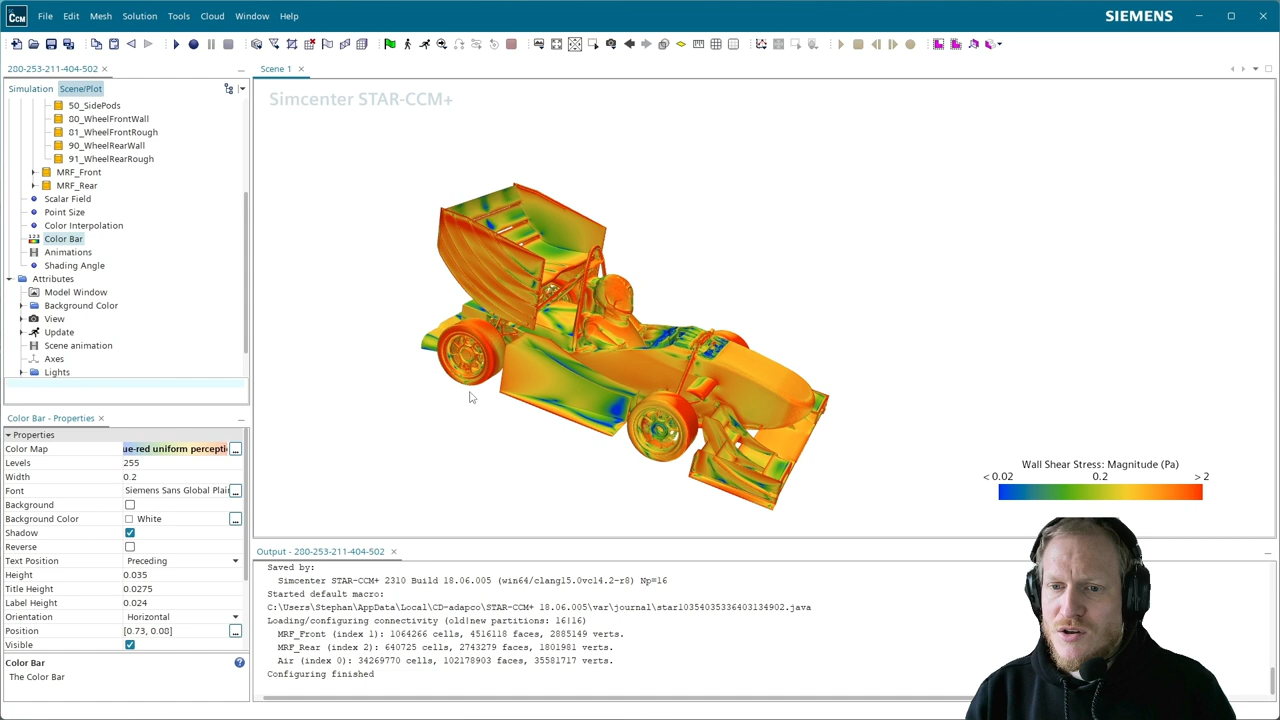 CCM File Edit Mesh Solution Tools Cloud Window Help SIEMENS
280-253-211-404-502
Simulation Scene/Plot
50_SidePods
80_WheelFrontWall
81_WheelFrontRough
90_WheelRearWall
91_WheelRearRough
MRF_Front
MRF_Rear
Scalar Field
Point Size
Color Interpolation
Color Bar
Animations
Shading Angle
Attributes
Model Window
Background Color
View
Update
Scene animation
Axes
Lights
Color Bar - Properties
Properties
Color Map ue-red uniform percepti ...
Levels 255
Width 0.2
Font Siemens Sans Global Plai ...
Background
Background Color White ...
Shadow
Reverse
Text Position Preceding
Height 0.035
Title Height 0.0275
Label Height 0.024
Orientation Horizontal
Position [0.73, 0.08] ...
Visible
Color Bar
The Color Bar
Scene 1
Simcenter STAR-CCM+
Wall Shear Stress: Magnitude (Pa)
< 0.02 0.2 > 2
Output - 280-253-211-404-502
Saved by:
Simcenter STAR-CCM+ 2310 Build 18.06.005 (win64/clang15.0vc14.2-r8) Np=16
Started default macro:
C:\Users\Stephan\AppData\Local\CD-adapco\STAR-CCM+ 18.06.005\var\journal\star10354035336403134902.java
Loading/configuring connectivity (old|new partitions: 16|16)
MRF_Front (index 1): 1064266 cells, 4516118 faces, 2885149 verts.
MRF_Rear (index 2): 640725 cells, 2743279 faces, 1801981 verts.
Air (index 0): 34269770 cells, 102178903 faces, 35581717 verts.
Configuring finished